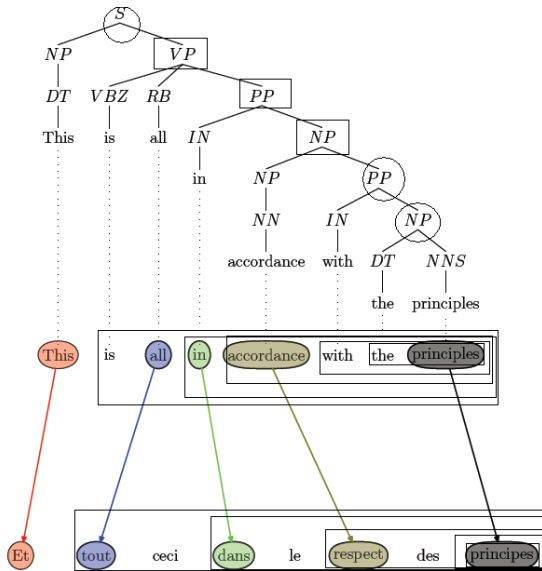 S
NP VP
DT VBZ RB PP
This is all IN NP
in NP PP
NN IN NP
accordance with DT NNS
the principles
This is all in accordance with the principles
Et tout ceci dans le respect des principes